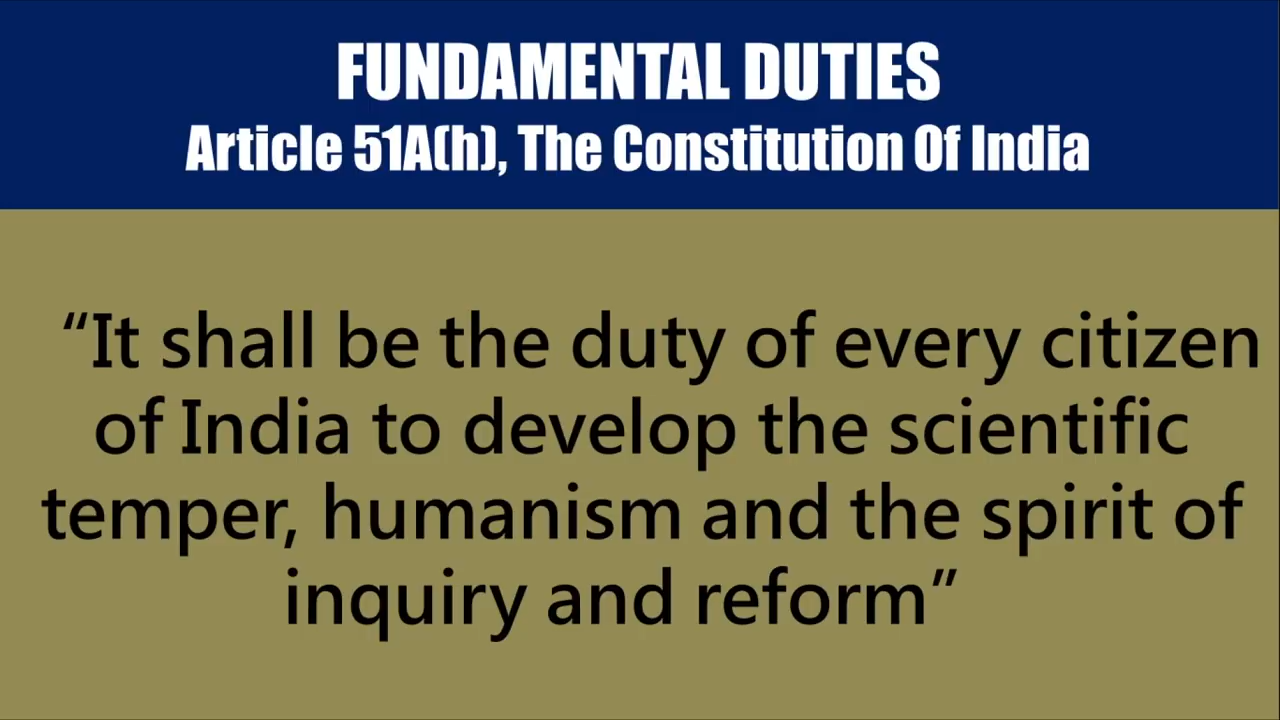 FUNDAMENTAL DUTIES
Article 51A(h), The Constitution Of India
“It shall be the duty of every citizen
of India to develop the scientific
temper, humanism and the spirit of
inquiry and reform”